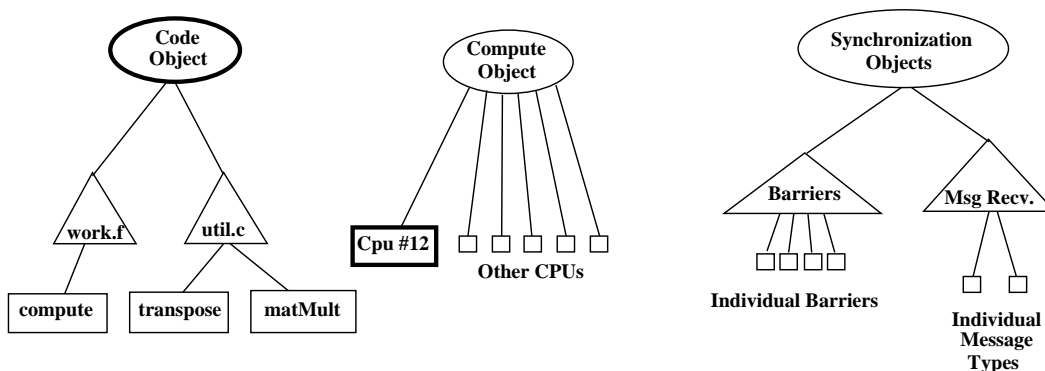 Code
Object
Compute
Object
Synchronization
Objects
work.f
util.c
Cpu #12
Barriers
Msg Recv.
Other CPUs
compute
transpose
matMult
Individual Barriers
Individual
Message
Types